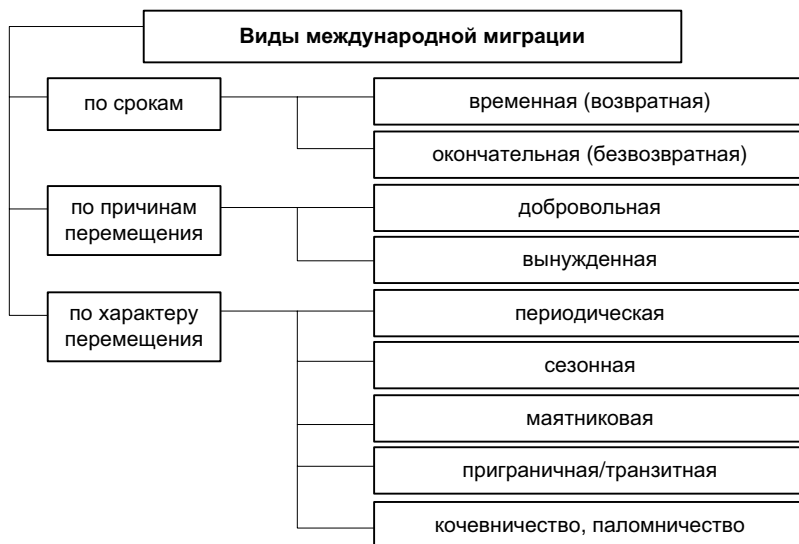 Виды международной миграции
по срокам
временная (возвратная)
окончательная (безвозвратная)
по причинам
перемещения
добровольная
вынужденная
по характеру
перемещения
периодическая
сезонная
маятниковая
приграничная/транзитная
кочевничество, паломничество